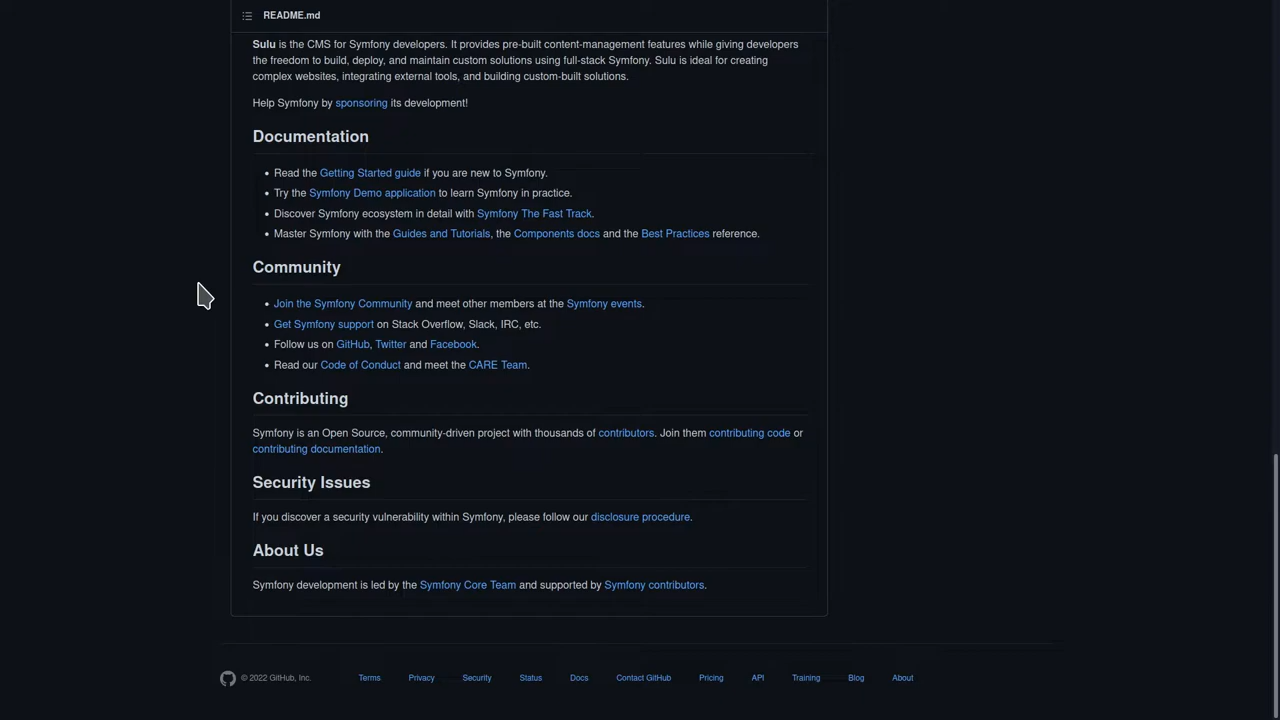 README.md
Sulu is the CMS for Symfony developers. It provides pre-built content-management features while giving developers
the freedom to build, deploy, and maintain custom solutions using full-stack Symfony. Sulu is ideal for creating
complex websites, integrating external tools, and building custom-built solutions.
Help Symfony by sponsoring its development!
Documentation
• Read the Getting Started guide if you are new to Symfony.
• Try the Symfony Demo application to learn Symfony in practice.
• Discover Symfony ecosystem in detail with Symfony The Fast Track.
• Master Symfony with the Guides and Tutorials, the Components docs and the Best Practices reference.
Community
• Join the Symfony Community and meet other members at the Symfony events.
• Get Symfony support on Stack Overflow, Slack, IRC, etc.
• Follow us on GitHub, Twitter and Facebook.
• Read our Code of Conduct and meet the CARE Team.
Contributing
Symfony is an Open Source, community-driven project with thousands of contributors. Join them contributing code or
contributing documentation.
Security Issues
If you discover a security vulnerability within Symfony, please follow our disclosure procedure.
About Us
Symfony development is led by the Symfony Core Team and supported by Symfony contributors.
© 2022 GitHub, Inc. Terms Privacy Security Status Docs Contact GitHub Pricing API Training Blog About